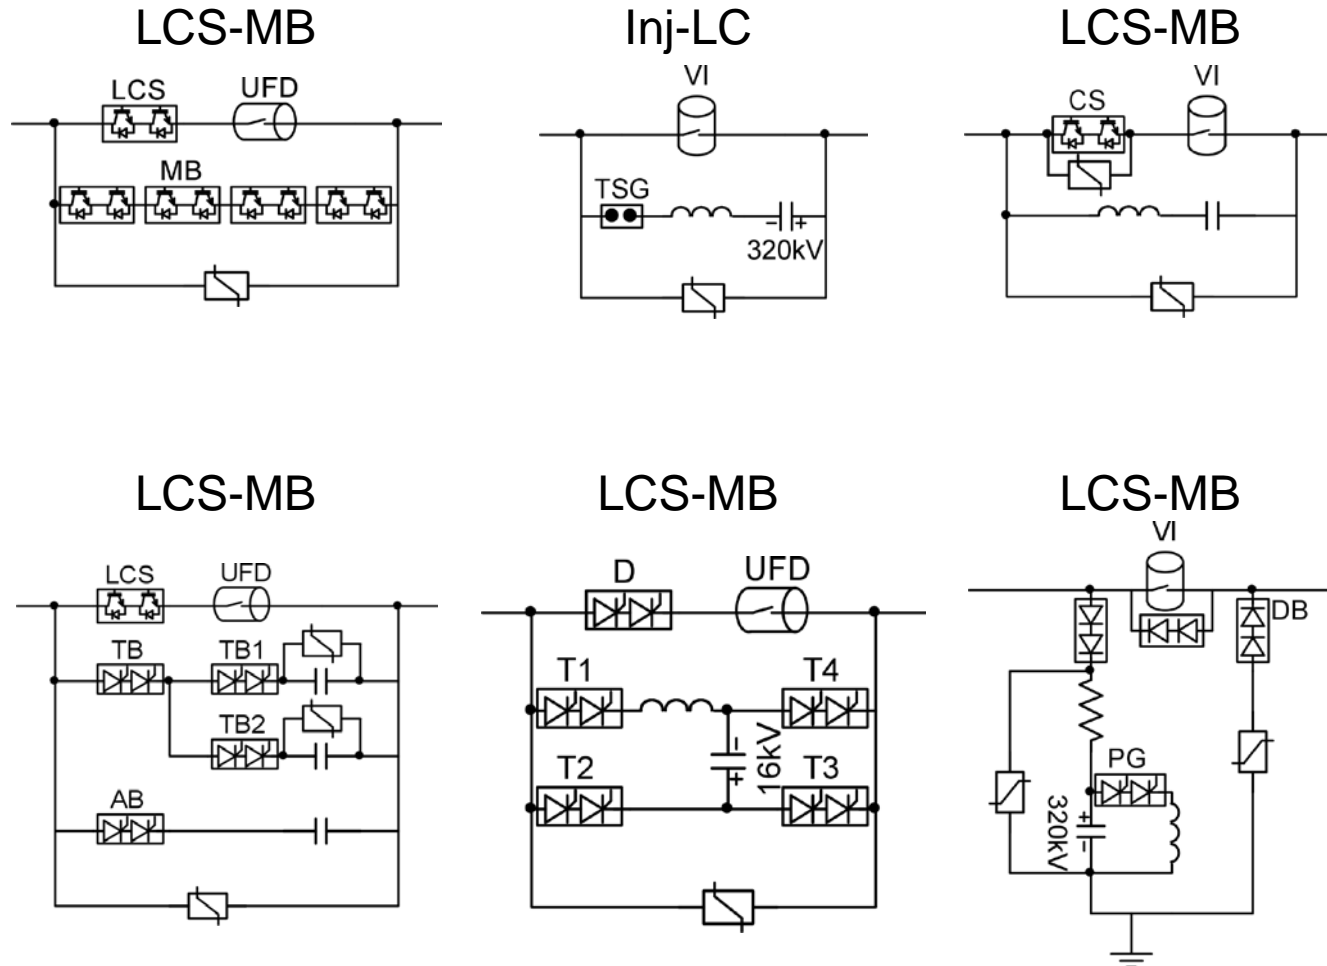 LCS-MB
LCS
UFD
MB
Inj-LC
VI
TSG
- +
320kV
LCS-MB
CS
VI
LCS-MB
LCS
UFD
TB
TB1
TB2
AB
LCS-MB
D
UFD
T1
T4
- +
16kV
T2
T3
LCS-MB
VI
DB
PG
+ -
320kV